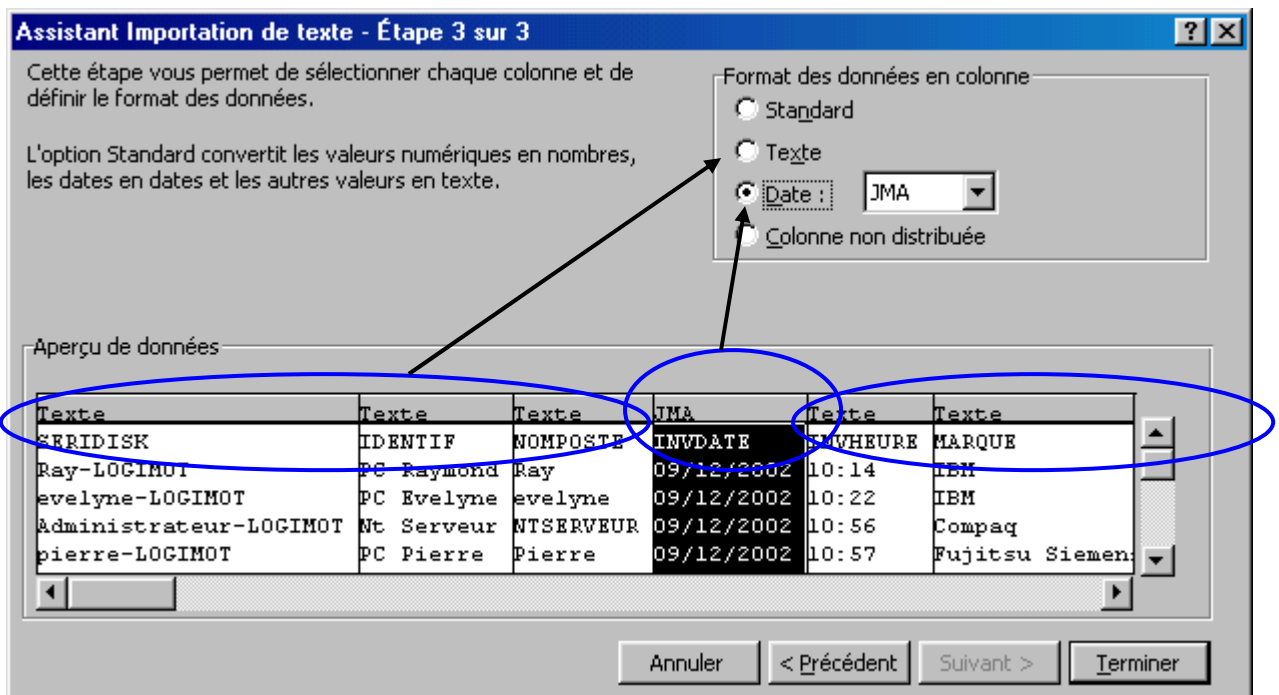 Assistant Importation de texte - Étape 3 sur 3
Cette étape vous permet de sélectionner chaque colonne et de
définir le format des données.
L'option Standard convertit les valeurs numériques en nombres,
les dates en dates et les autres valeurs en texte.
Format des données en colonne
Standard
Texte
Date : JMA
Colonne non distribuée
Aperçu de données
Texte Texte Texte JMA Texte Texte
SERIDISK IDENTIF NOMPOSTE INVDATE INVHEURE MARQUE
Ray-LOGIMOT PC Raymond Ray 09/12/2002 10:14 IBM
evelyne-LOGIMOT PC Evelyne evelyne 09/12/2002 10:22 IBM
Administrateur-LOGIMOT Nt Serveur NTSERVEUR 09/12/2002 10:56 Compaq
pierre-LOGIMOT PC Pierre Pierre 09/12/2002 10:57 Fujitsu Siemen
Annuler < Précédent Suivant > Terminer